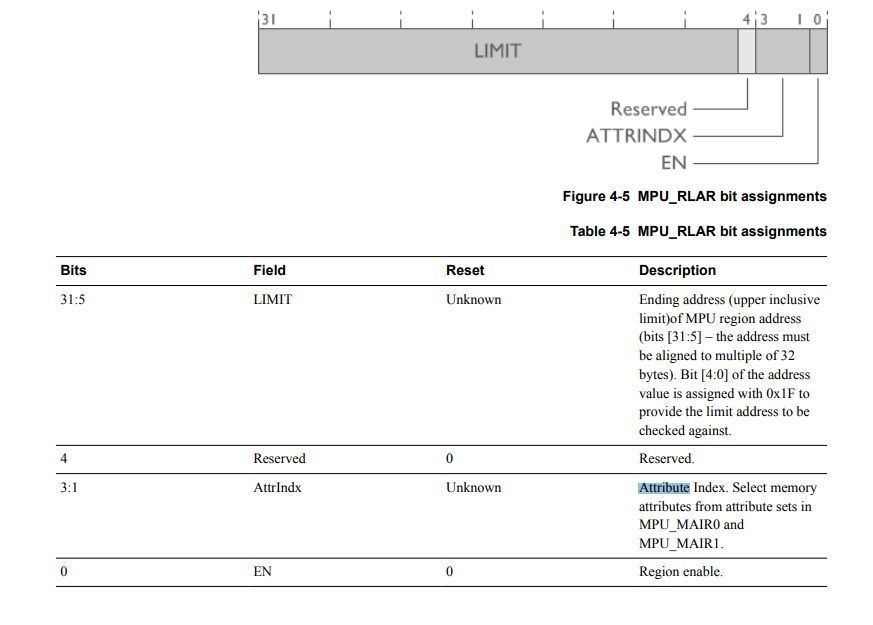 31 4 3 1 0
LIMIT
Reserved
ATTRINDX
EN
Figure 4-5 MPU_RLAR bit assignments
Table 4-5 MPU_RLAR bit assignments
Bits Field Reset Description
31:5 LIMIT Unknown Ending address (upper inclusive
limit)of MPU region address
(bits [31:5] – the address must
be aligned to multiple of 32
bytes). Bit [4:0] of the address
value is assigned with 0x1F to
provide the limit address to be
checked against.
4 Reserved 0 Reserved.
3:1 AttrIndx Unknown Attribute Index. Select memory
attributes from attribute sets in
MPU_MAIR0 and
MPU_MAIR1.
0 EN 0 Region enable.